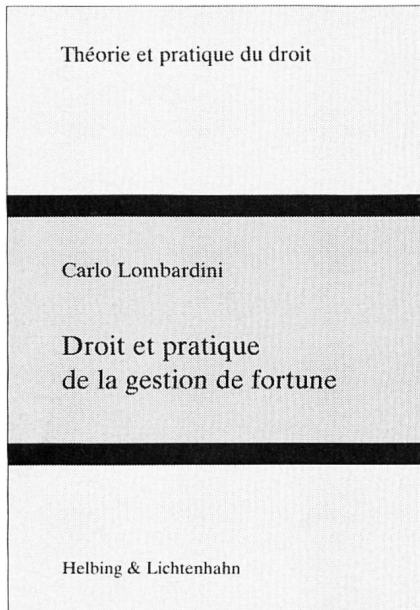 Théorie et pratique du droit
Carlo Lombardini
Droit et pratique
de la gestion de fortune
Helbing & Lichtenhahn